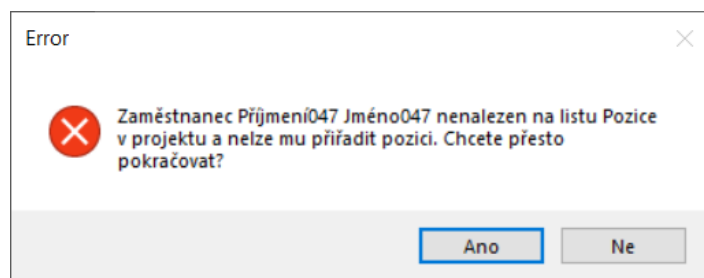 Error
Zaměstnanec Příjmení047 Jméno047 nenalezen na listu Pozice
v projektu a nelze mu přiřadit pozici. Chcete přesto
pokračovat?
Ano Ne